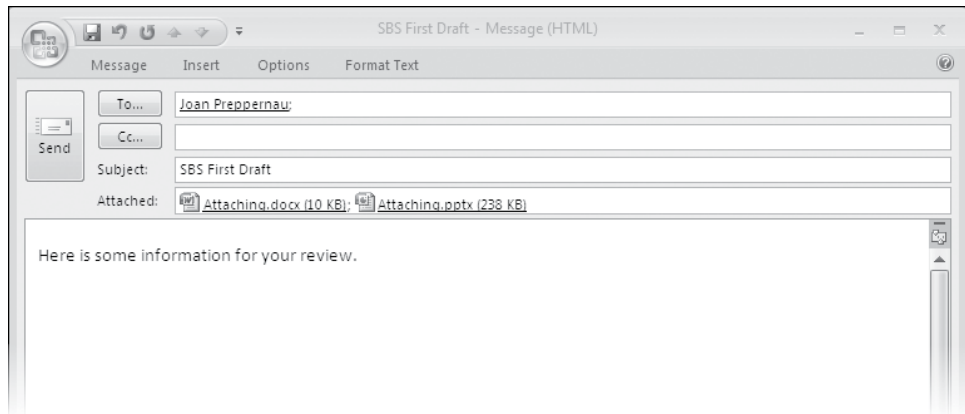 SBS First Draft - Message (HTML)
Message Insert Options Format Text
To... Joan Preppernau;
Cc...
Send
Subject: SBS First Draft
Attached: Attaching.docx (10 KB); Attaching.pptx (238 KB)
Here is some information for your review.